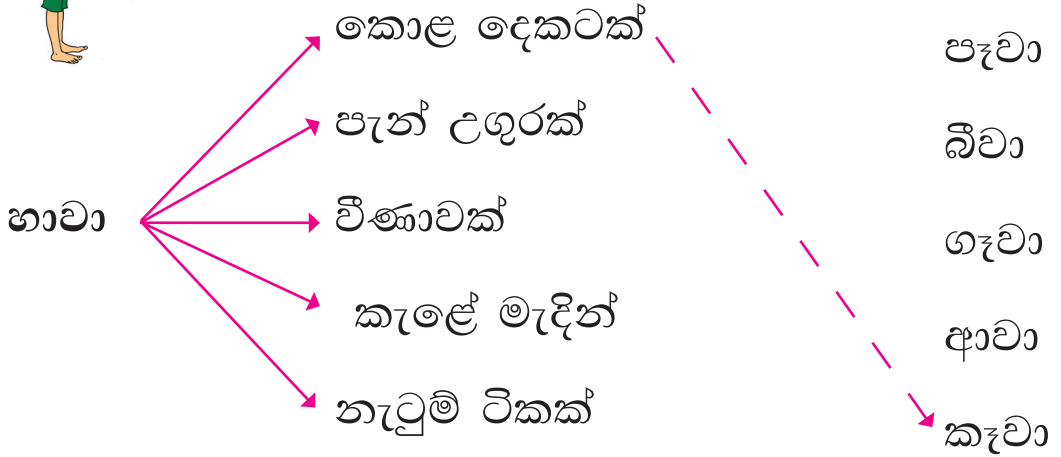 කොළ දෙකටක්
පෑවා
පැන් උගුරක්
බීවා
හාවා
වීණාවක්
ගෑවා
කැළේ මැදින්
ආවා
නැටුම් ටිකක්
කෑවා